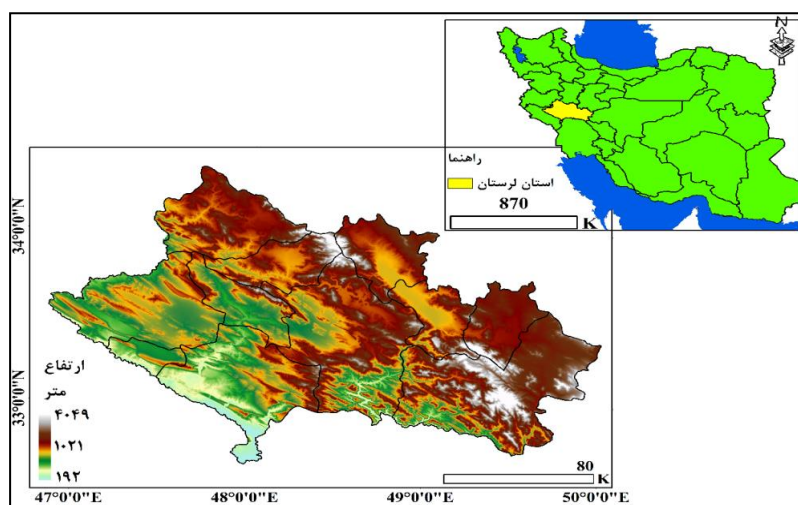 N
راهنما
استان لرستان
870
K
34°0'0"N
33°0'0"N
ارتفاع
متر
۴۰۴۹
۱۰۲۱
۱۹۲
80
K
47°0'0"E
48°0'0"E
49°0'0"E
50°0'0"E